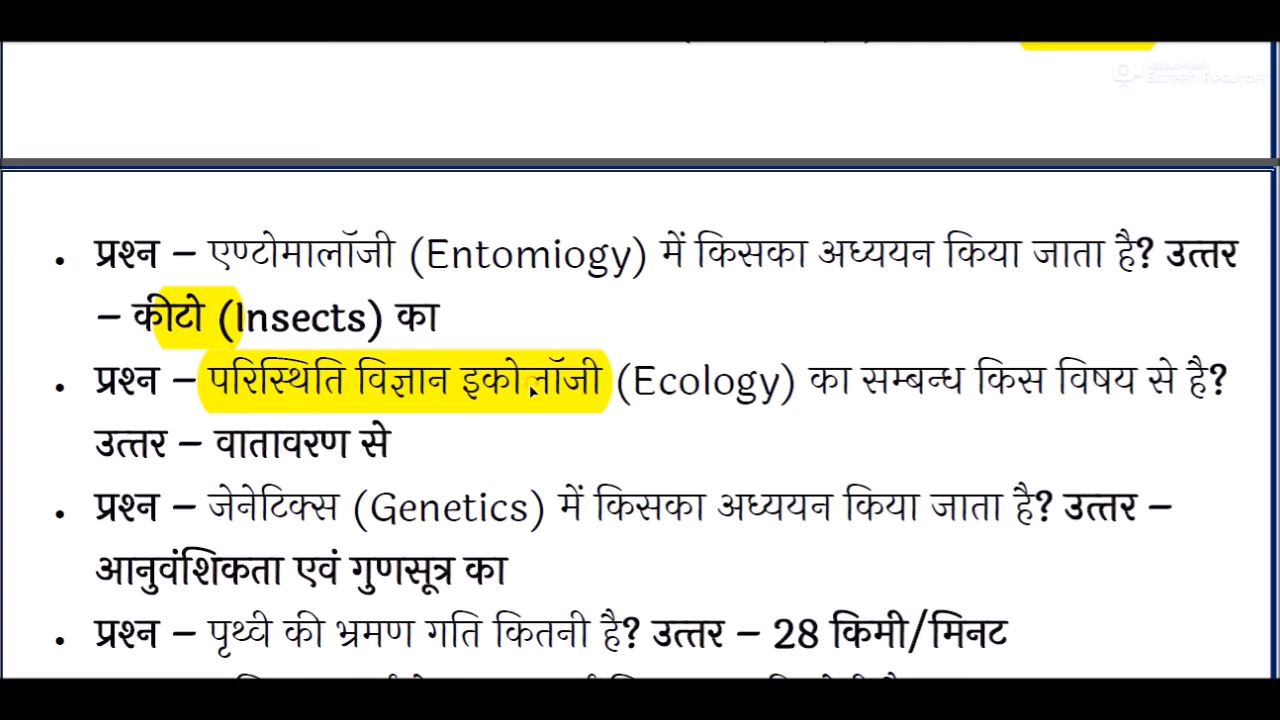 Screen Recorder
• प्रश्न – एण्टोमालॉजी (Entomiogy) में किसका अध्ययन किया जाता है? उत्तर
– कीटो (Insects) का
• प्रश्न – परिस्थिति विज्ञान इकोलॉजी (Ecology) का सम्बन्ध किस विषय से है?
उत्तर – वातावरण से
• प्रश्न – जेनेटिक्स (Genetics) में किसका अध्ययन किया जाता है? उत्तर –
आनुवंशिकता एवं गुणसूत्र का
• प्रश्न – पृथ्वी की भ्रमण गति कितनी है? उत्तर – 28 किमी/मिनट